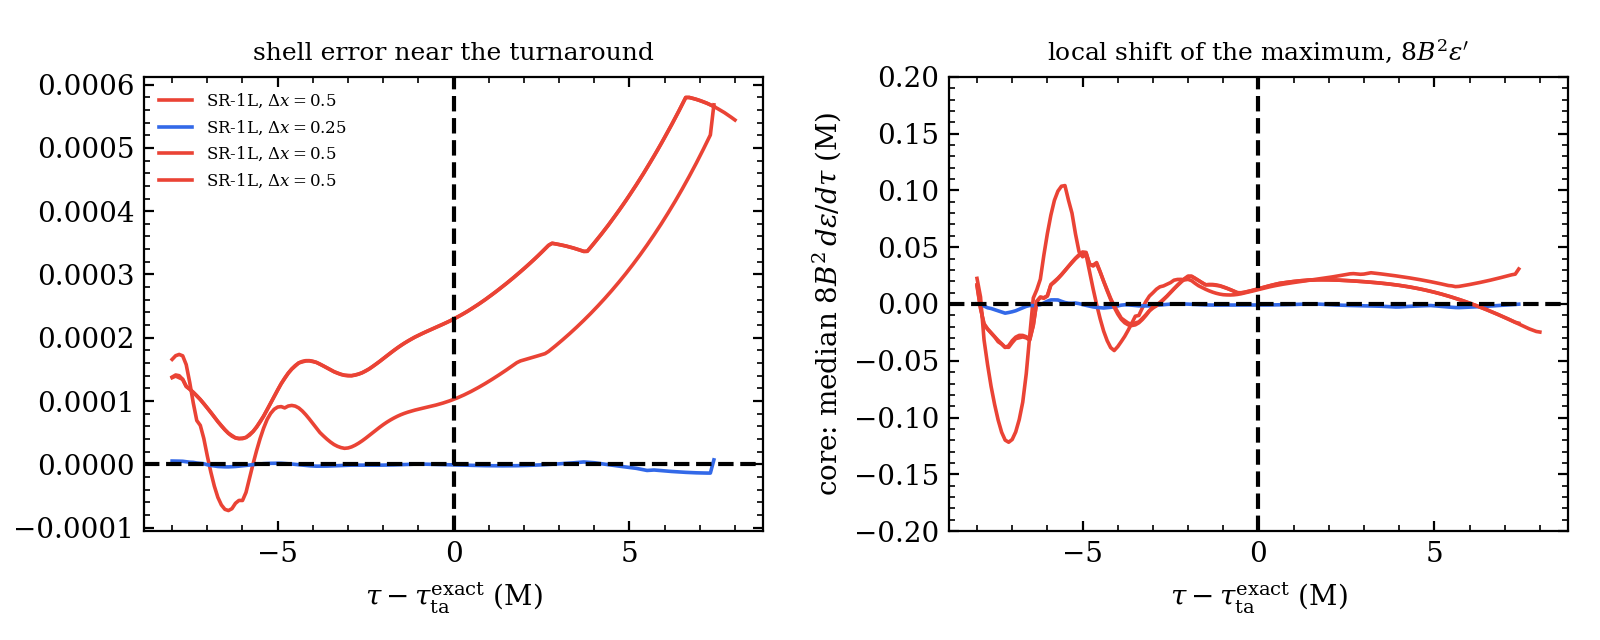 shell error near the turnaround
0.0006
0.0005
0.0004
0.0003
0.0002
0.0001
0.0000
−0.0001
SR-1L, Δx = 0.5
SR-1L, Δx = 0.25
SR-1L, Δx = 0.5
SR-1L, Δx = 0.5
−5
0
5
τ − τ_ta^exact (M)
local shift of the maximum, 8B²ε′
core: median 8B² dε/dτ (M)
0.20
0.15
0.10
0.05
0.00
−0.05
−0.10
−0.15
−0.20
−5
0
5
τ − τ_ta^exact (M)